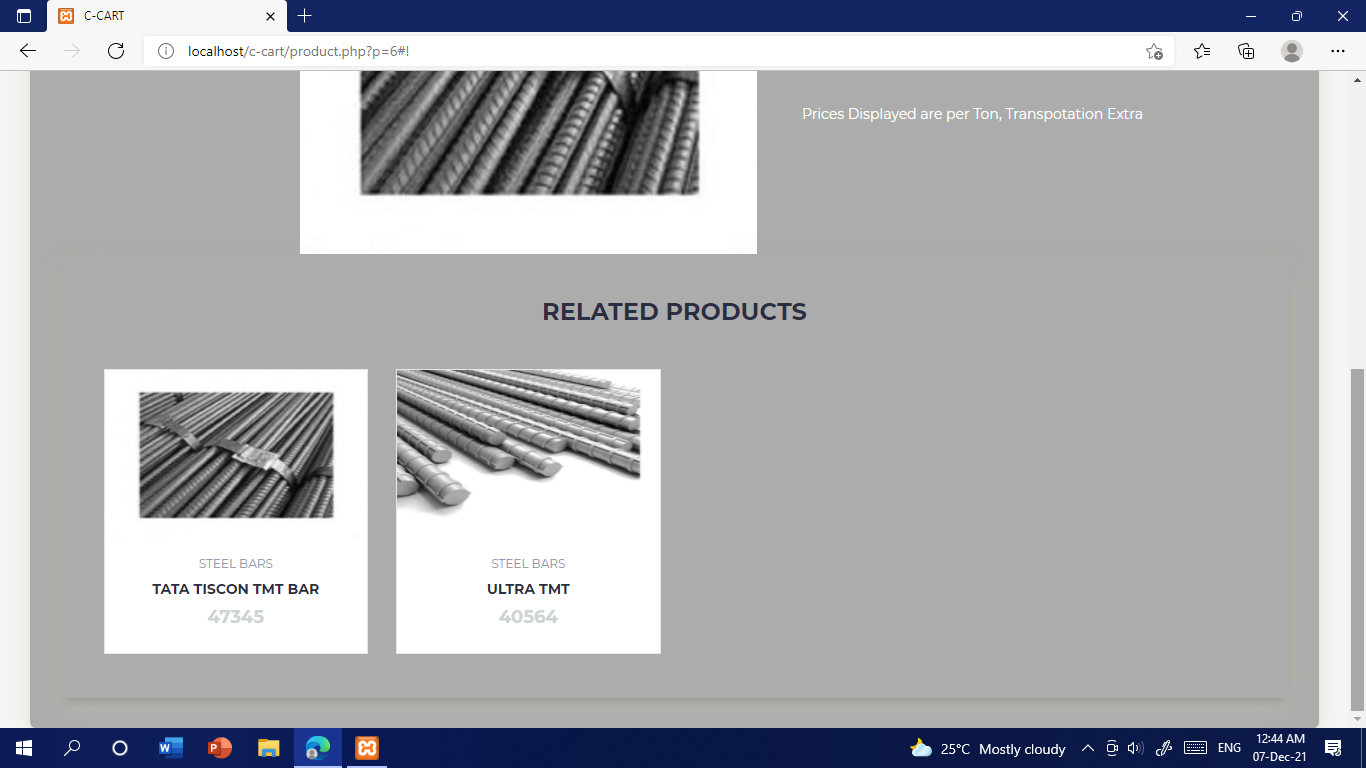 C-CART
localhost/c-cart/product.php?p=6#!
Prices Displayed are per Ton, Transpotation Extra
RELATED PRODUCTS
STEEL BARS
TATA TISCON TMT BAR
47345
STEEL BARS
ULTRA TMT
40564
25°C Mostly cloudy
ENG
12:44 AM
07-Dec-21